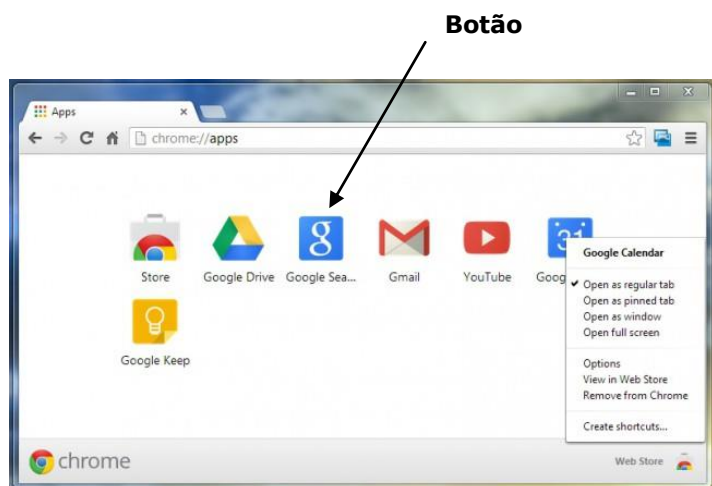 Botão
Apps
chrome://apps
Store
Google Drive
Google Sea...
Gmail
YouTube
Goog
Google Keep
Google Calendar
Open as regular tab
Open as pinned tab
Open as window
Open full screen
Options
View in Web Store
Remove from Chrome
Create shortcuts...
chrome
Web Store